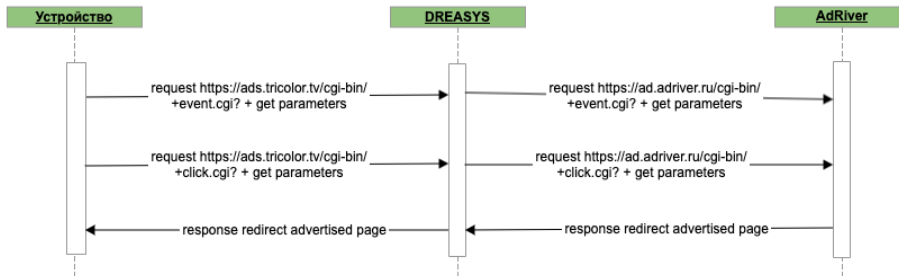 Устройство
DREASYS
AdRiver
request https://ads.tricolor.tv/cgi-bin/
+event.cgi? + get parameters
request https://ad.adriver.ru/cgi-bin/
+event.cgi? + get parameters
request https://ads.tricolor.tv/cgi-bin/
+click.cgi? + get parameters
request https://ad.adriver.ru/cgi-bin/
+click.cgi? + get parameters
response redirect advertised page
response redirect advertised page